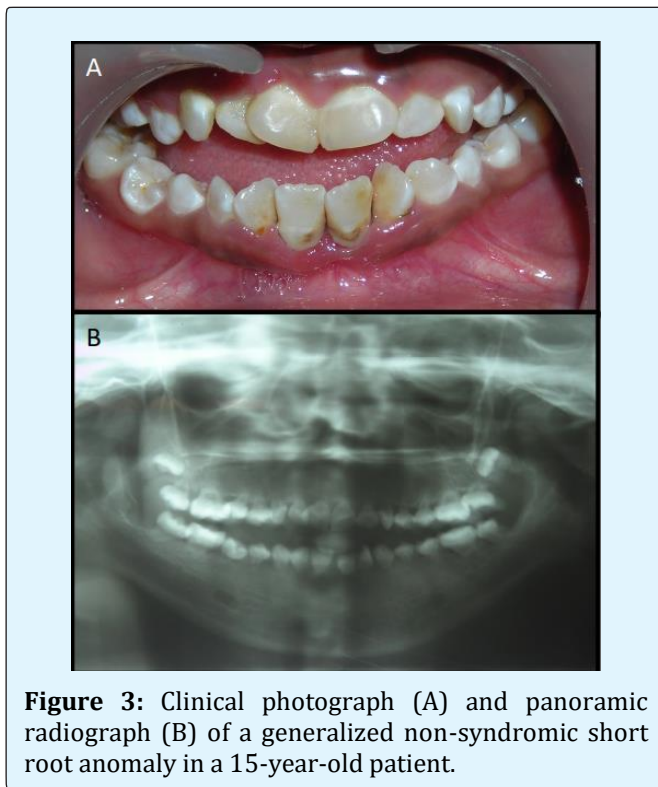 A
B
Figure 3: Clinical photograph (A) and panoramic
radiograph (B) of a generalized non-syndromic short
root anomaly in a 15-year-old patient.